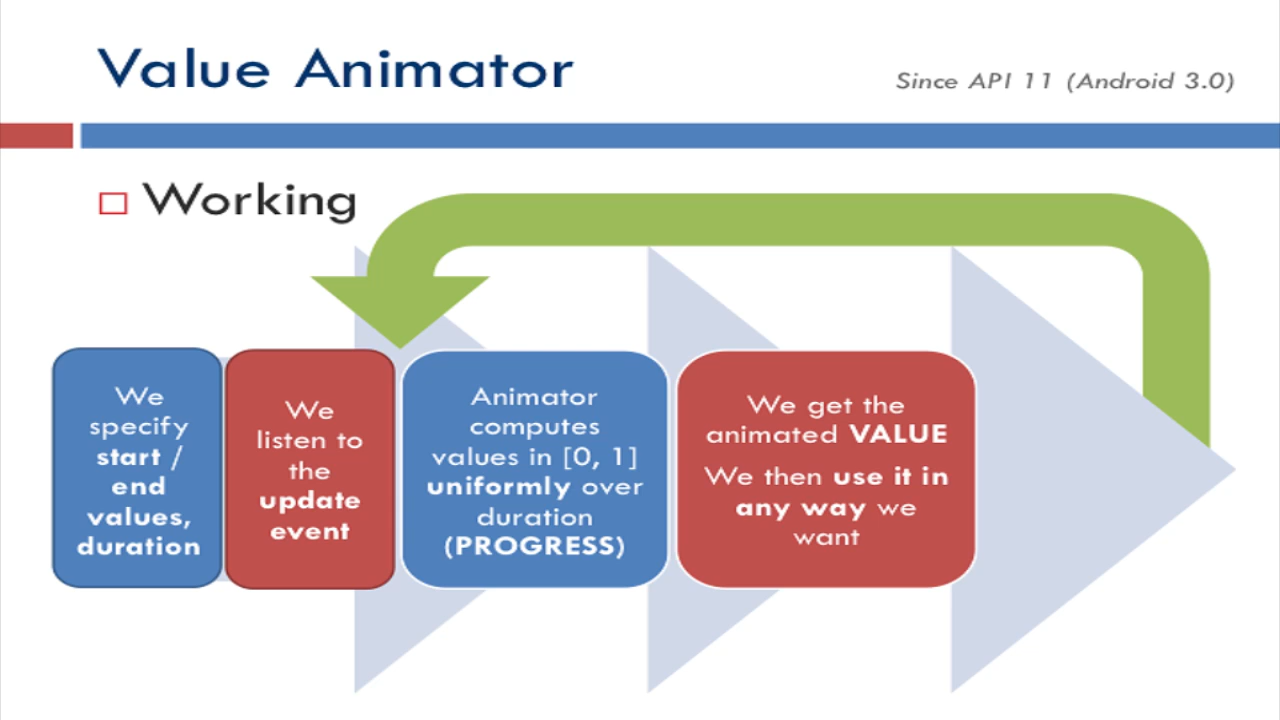 Value Animator
Since API 11 (Android 3.0)
Working
We
specify
start /
end
values,
duration
We
listen to
the
update
event
Animator
computes
values in [0, 1]
uniformly over
duration
(PROGRESS)
We get the
animated VALUE
We then use it in
any way we
want